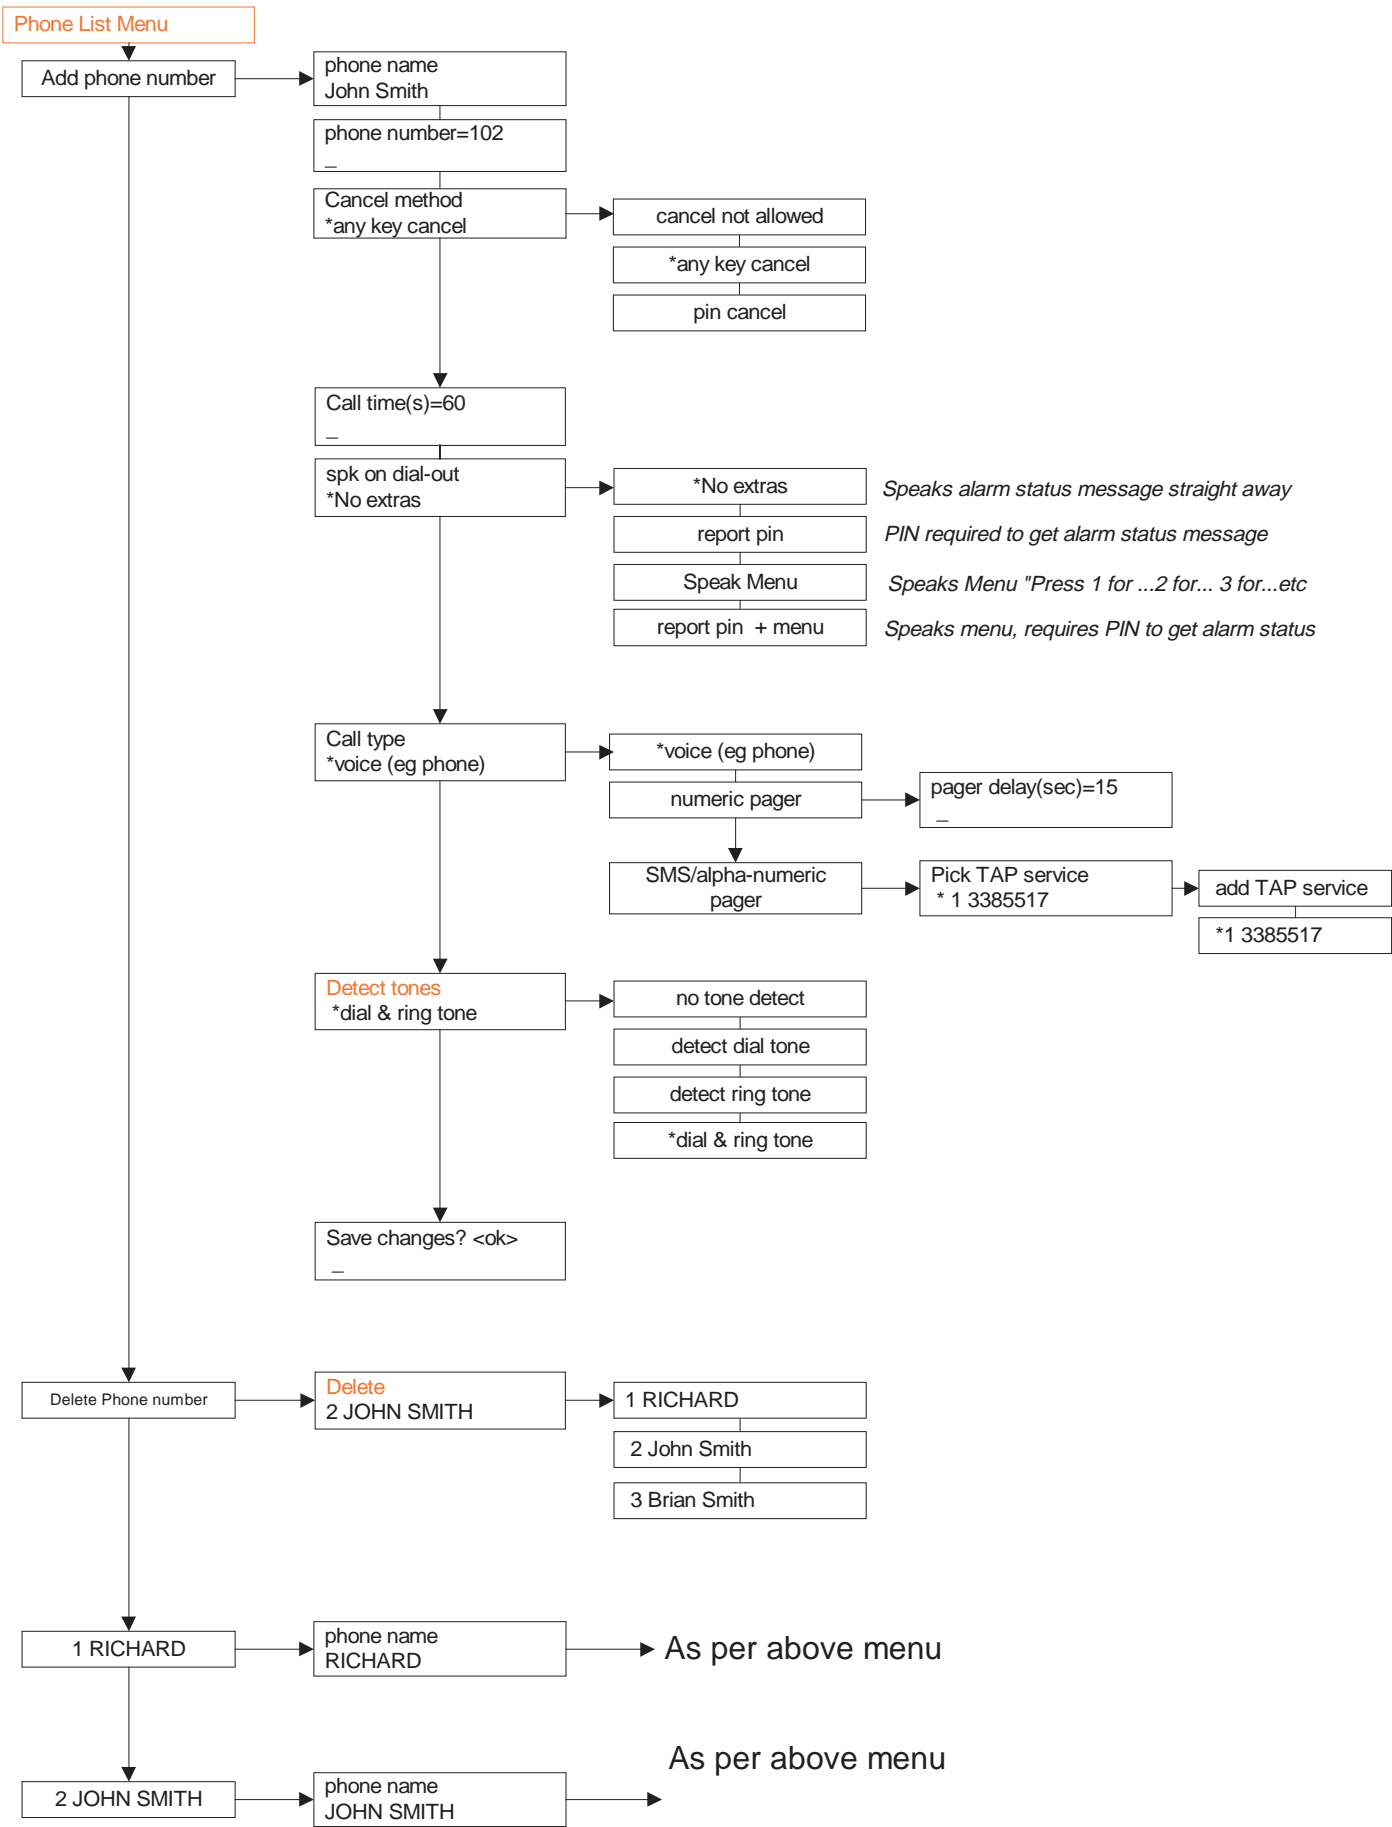 Phone List Menu
Add phone number
phone name
John Smith
phone number=102
_
Cancel method
*any key cancel
cancel not allowed
*any key cancel
pin cancel
Call time(s)=60
_
spk on dial-out
*No extras
*No extras
Speaks alarm status message straight away
report pin
PIN required to get alarm status message
Speak Menu
Speaks Menu "Press 1 for ...2 for... 3 for...etc
report pin + menu
Speaks menu, requires PIN to get alarm status
Call type
*voice (eg phone)
*voice (eg phone)
numeric pager
pager delay(sec)=15
_
SMS/alpha-numeric
pager
Pick TAP service
* 1 3385517
add TAP service
*1 3385517
Detect tones
*dial & ring tone
no tone detect
detect dial tone
detect ring tone
*dial & ring tone
Save changes? <ok>
_
Delete Phone number
Delete
2 JOHN SMITH
1 RICHARD
2 John Smith
3 Brian Smith
1 RICHARD
phone name
RICHARD
As per above menu
2 JOHN SMITH
phone name
JOHN SMITH
As per above menu